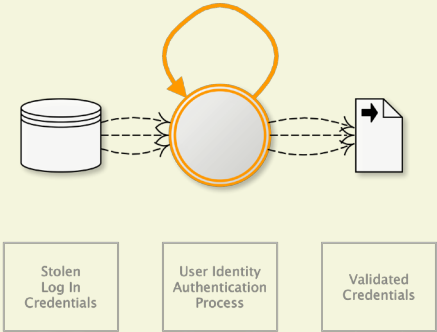 Stolen
Log In
Credentials
User Identity
Authentication
Process
Validated
Credentials